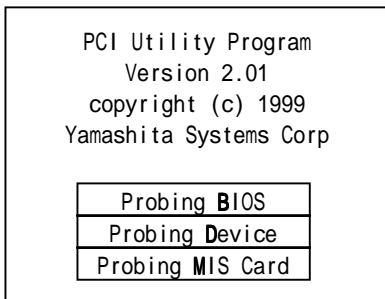 PCI Utility Program
Version 2.01
copyright (c) 1999
Yamashita Systems Corp
Probing BIOS
Probing Device
Probing MIS Card